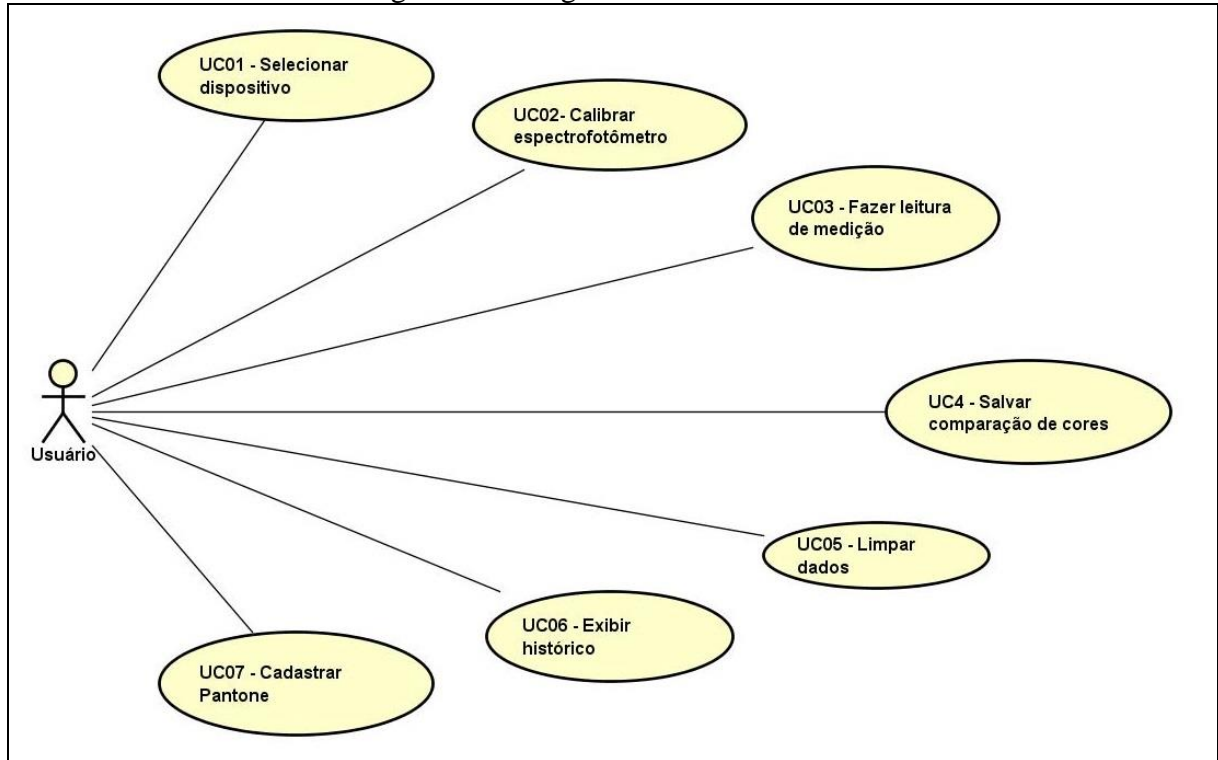 UC01 - Selecionar
dispositivo
UC02- Calibrar
espectrofotômetro
UC03 - Fazer leitura
de medição
UC4 - Salvar
comparação de cores
Usuário
UC05 - Limpar
dados
UC06 - Exibir
histórico
UC07 - Cadastrar
Pantone